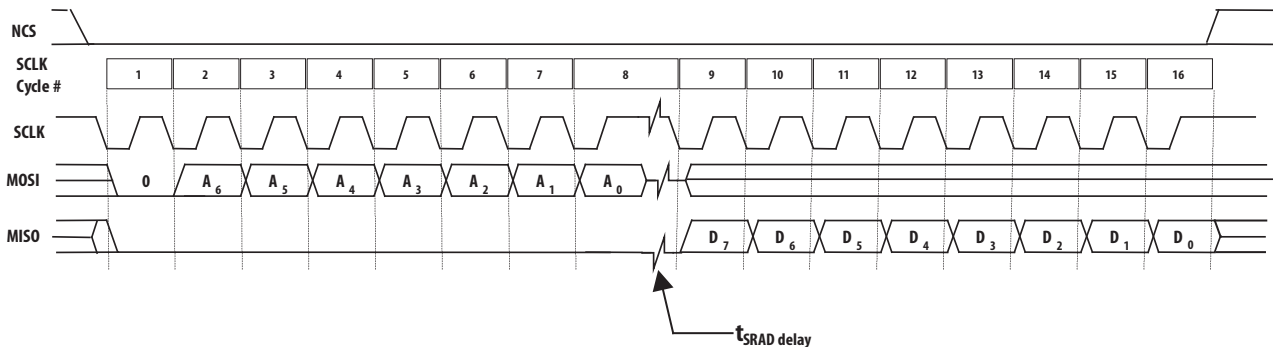 NCS
SCLK
Cycle # 1 2 3 4 5 6 7 8 9 10 11 12 13 14 15 16
SCLK
MOSI 0 A6 A5 A4 A3 A2 A1 A0
MISO D7 D6 D5 D4 D3 D2 D1 D0
tSRAD delay